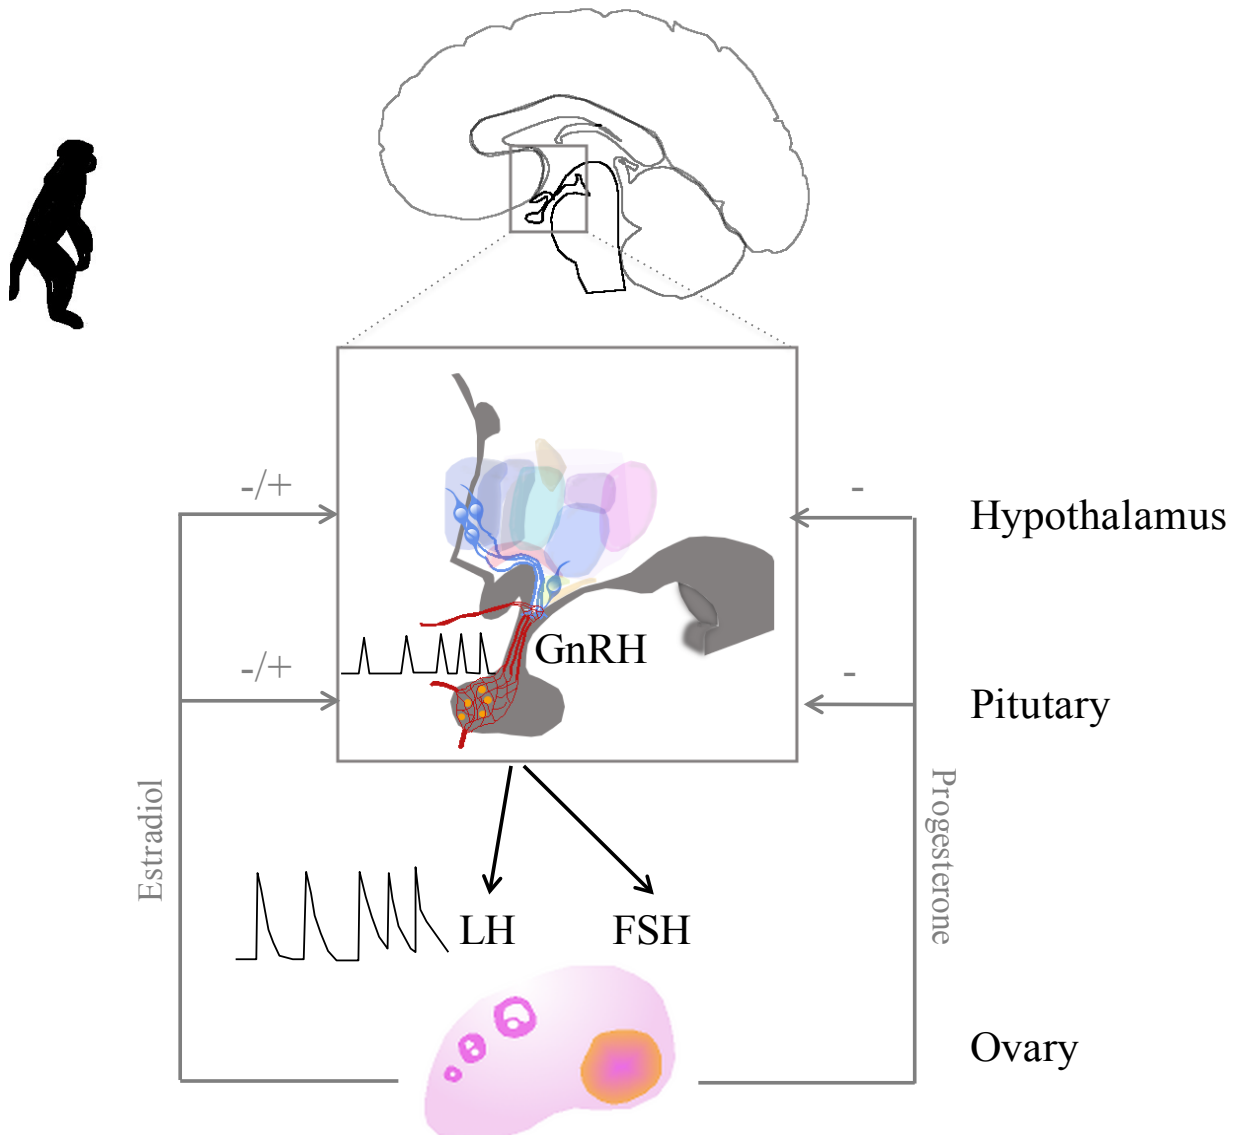 -/+
-
Hypothalamus
GnRH
-/+
-
Pitutary
Estradiol
Progesterone
LH
FSH
Ovary